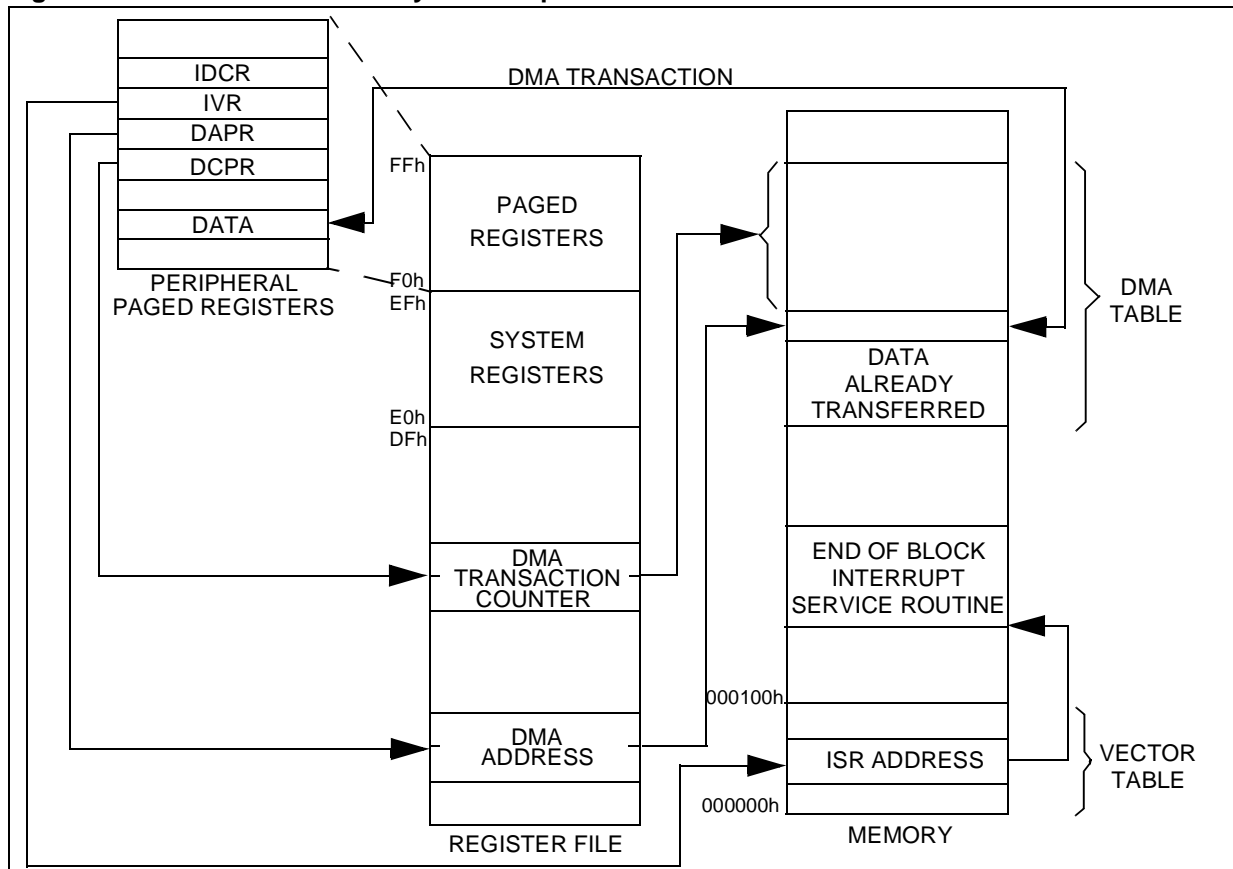 IDCR
IVR
DAPR
DCPR
DATA
PERIPHERAL
PAGED REGISTERS
DMA TRANSACTION
FFh
PAGED
REGISTERS
F0h
EFh
SYSTEM
REGISTERS
E0h
DFh
DMA
TRANSACTION
COUNTER
DMA
ADDRESS
REGISTER FILE
DATA
ALREADY
TRANSFERRED
DMA
TABLE
END OF BLOCK
INTERRUPT
SERVICE ROUTINE
000100h
ISR ADDRESS
VECTOR
TABLE
000000h
MEMORY